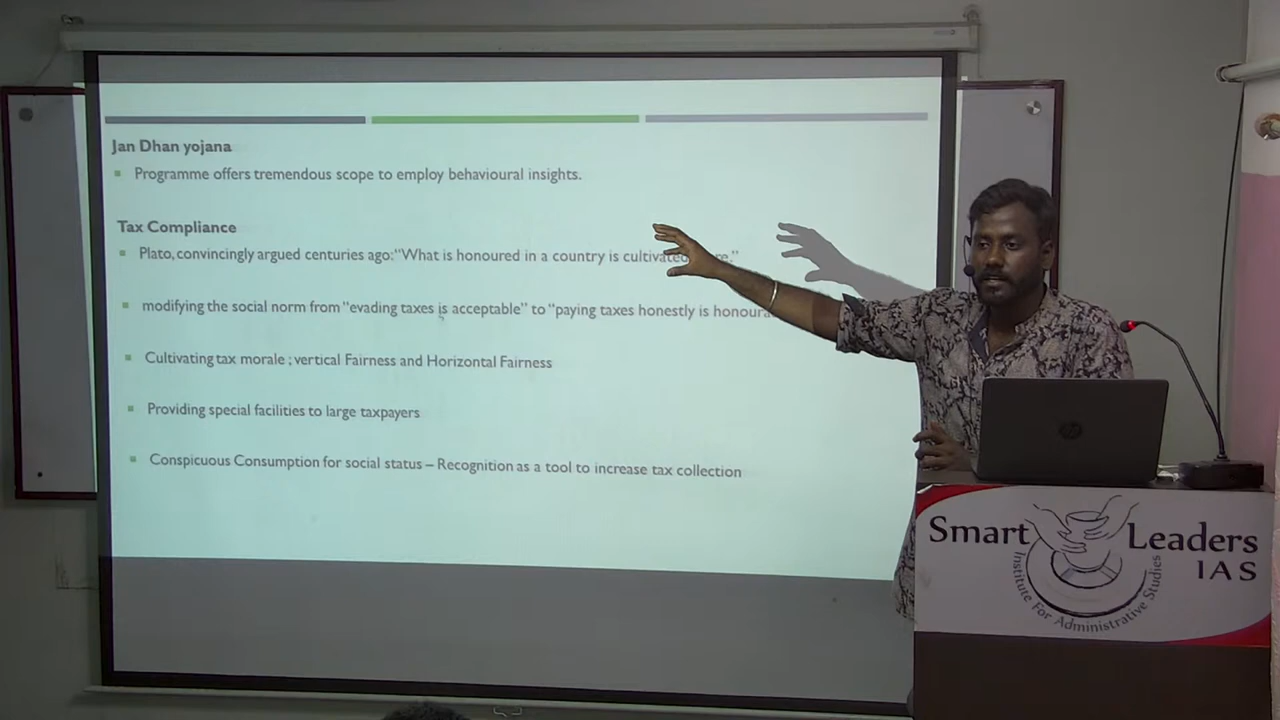 Jan Dhan yojana
Programme offers tremendous scope to employ behavioural insights.
Tax Compliance
Plato, convincingly argued centuries ago: "What is honoured in a country is cultivated
modifying the social norm from "evading taxes is acceptable" to "paying taxes honestly is
Cultivating tax morale ; vertical Fairness and Horizontal Fairness
Providing special facilities to large taxpayers
Conspicuous Consumption for social status – Recognition as a tool to increase tax collection
hp
Smart Leaders
IAS
Institute For Administrative Studies